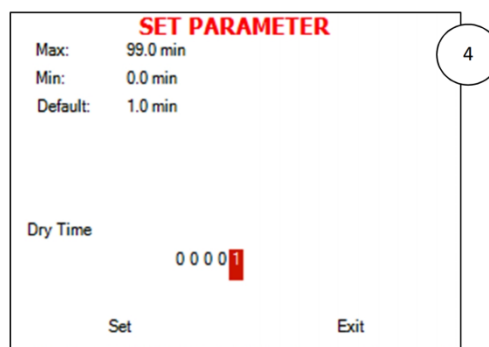 SET PARAMETER
4
Max: 99.0 min
Min: 0.0 min
Default: 1.0 min
Dry Time
0 0 0 0 1
Set Exit